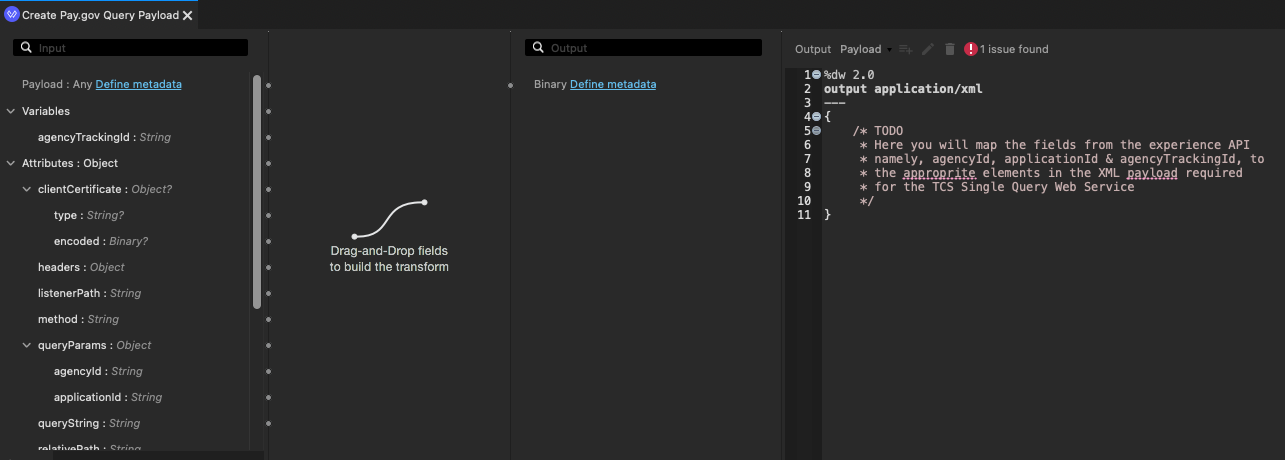 Create Pay.gov Query Payload
Input
Payload : Any Define metadata
Variables
agencyTrackingId : String
Attributes : Object
clientCertificate : Object?
type : String?
encoded : Binary?
headers : Object
listenerPath : String
method : String
queryParams : Object
agencyId : String
applicationId : String
queryString : String
relativePath : String
Drag-and-Drop fields
to build the transform
Output
Binary Define metadata
Output Payload 1 issue found
1 %dw 2.0
2 output application/xml
3 ---
4 {
5 /* TODO
6 * Here you will map the fields from the experience API
7 * namely, agencyId, applicationId & agencyTrackingId, to
8 * the approprite elements in the XML payload required
9 * for the TCS Single Query Web Service
10 */
11 }